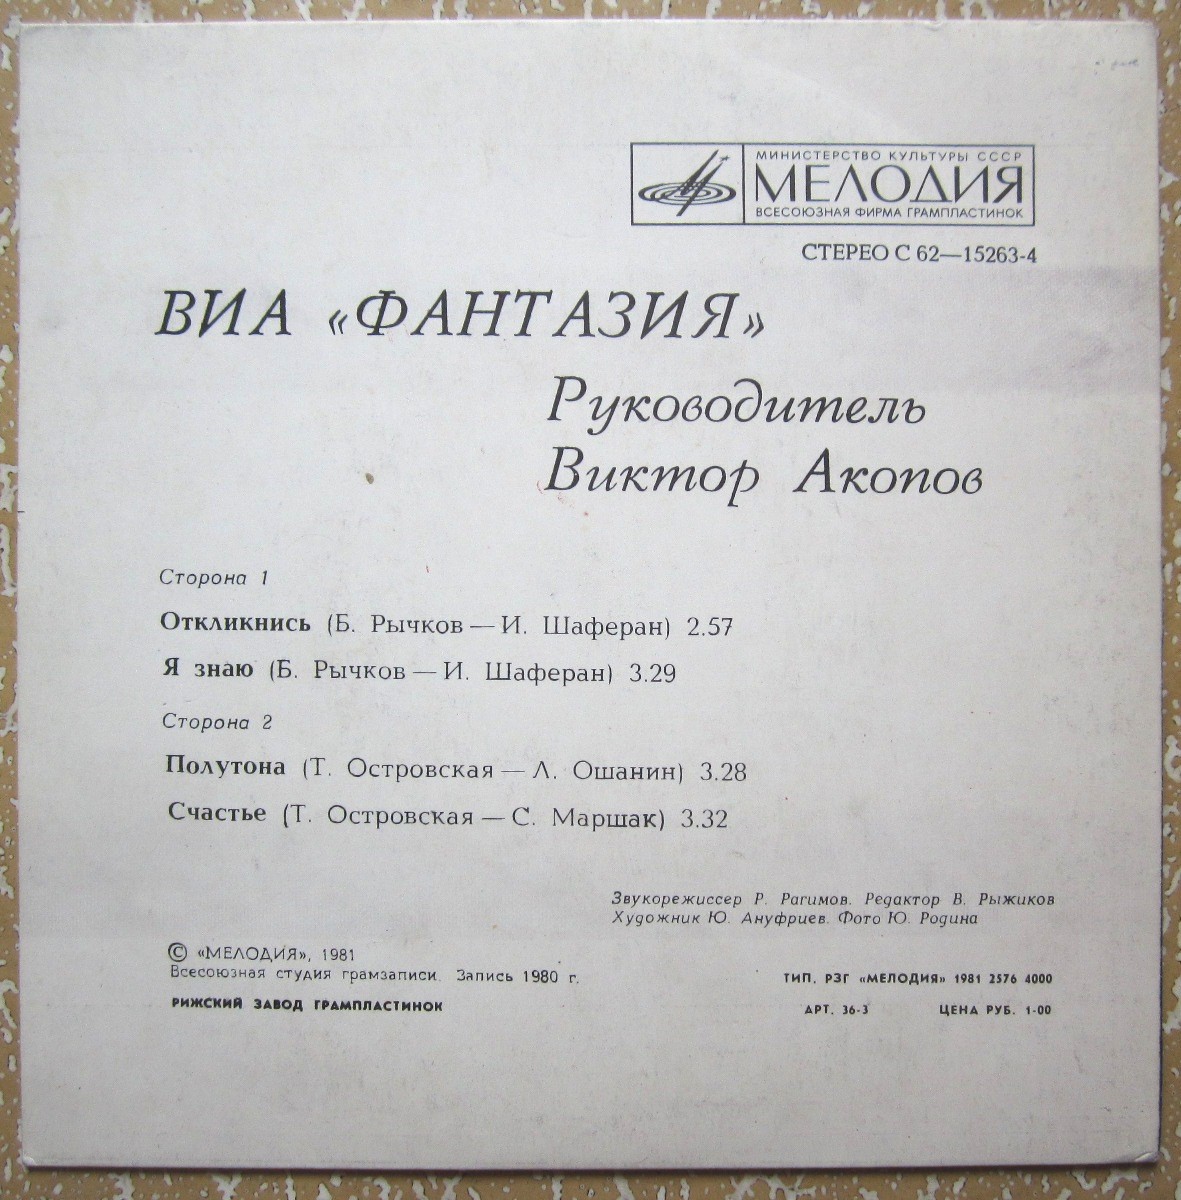 МИНИСТЕРСТВО КУЛЬТУРЫ СССР
МЕЛОДИЯ
ВСЕСОЮЗНАЯ ФИРМА ГРАМПЛАСТИНОК
СТЕРЕО С 62—15263-4
ВИА «ФАНТАЗИЯ»
Руководитель
Виктор Акопов
Сторона 1
Откликнись (Б. Рычков — И. Шаферан) 2.57
Я знаю (Б. Рычков — И. Шаферан) 3.29
Сторона 2
Полутона (Т. Островская — Л. Ошанин) 3.28
Счастье (Т. Островская — С. Маршак) 3.32
Звукорежиссер Р. Рагимов. Редактор В. Рыжиков
Художник Ю. Ануфриев. Фото Ю. Родина
© «МЕЛОДИЯ», 1981
Всесоюзная студия грамзаписи. Запись 1980 г.
РИЖСКИЙ ЗАВОД ГРАМПЛАСТИНОК
ТИП. РЗГ «МЕЛОДИЯ» 1981 2576 4000
АРТ. 36-3 ЦЕНА РУБ. 1-00